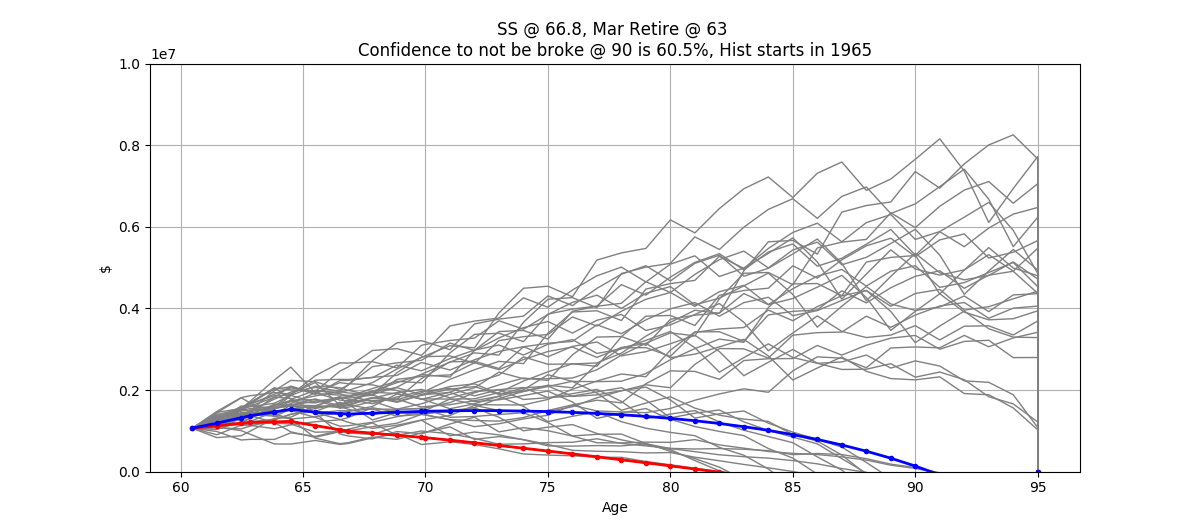 SS @ 66.8, Mar Retire @ 63
Confidence to not be broke @ 90 is 60.5%, Hist starts in 1965
1e7
1.0
0.8
0.6
0.4
0.2
0.0
$
60 65 70 75 80 85 90 95
Age